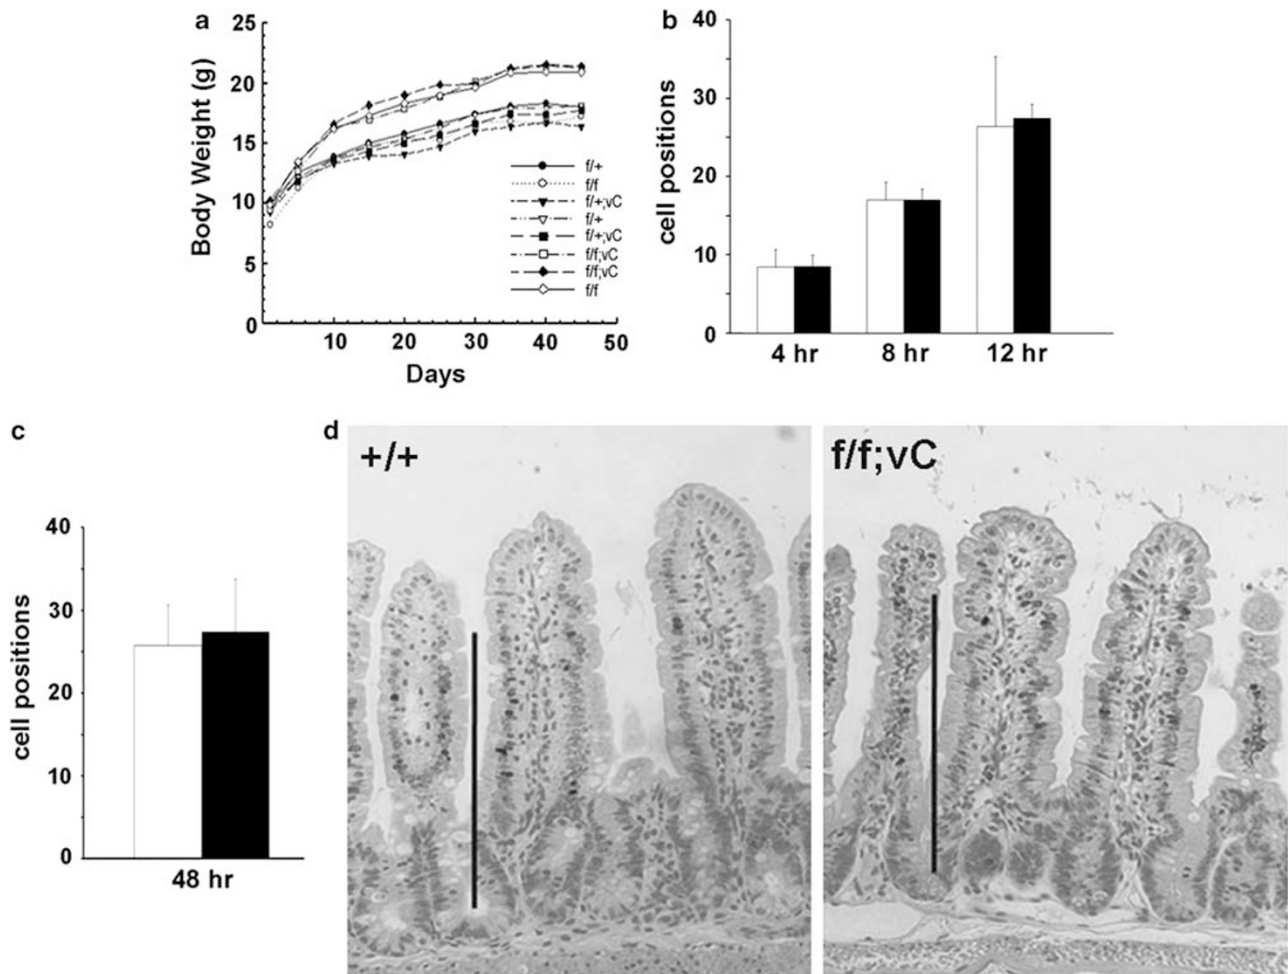 a
25
20
15
10
5
0
Body Weight (g)
0
10
20
30
40
50
Days
f/+
f/f
f/+;vC
f/+
f/+;vC
f/f;vC
f/f;vC
f/f
b
40
30
20
10
0
cell positions
4 hr
8 hr
12 hr
c
40
30
20
10
0
cell positions
48 hr
d
+/+
f/f;vC